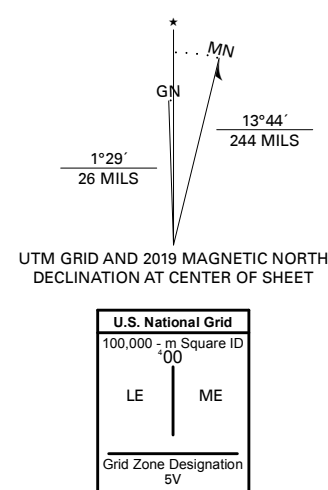 ★
MN
GN
13°44´
244 MILS
1°29´
26 MILS
UTM GRID AND 2019 MAGNETIC NORTH
DECLINATION AT CENTER OF SHEET
U.S. National Grid
100,000 - m Square ID
⁴00
LE ME
Grid Zone Designation
5V